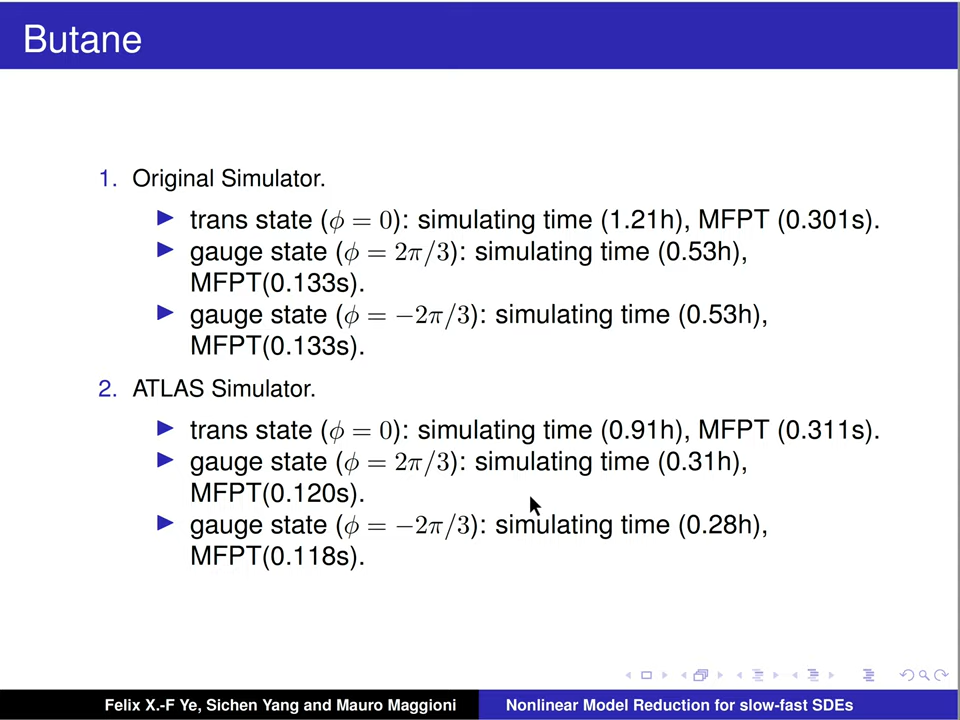 Butane
1. Original Simulator.
▶ trans state (ϕ = 0): simulating time (1.21h), MFPT (0.301s).
▶ gauge state (ϕ = 2π/3): simulating time (0.53h),
MFPT(0.133s).
▶ gauge state (ϕ = −2π/3): simulating time (0.53h),
MFPT(0.133s).
2. ATLAS Simulator.
▶ trans state (ϕ = 0): simulating time (0.91h), MFPT (0.311s).
▶ gauge state (ϕ = 2π/3): simulating time (0.31h),
MFPT(0.120s).
▶ gauge state (ϕ = −2π/3): simulating time (0.28h),
MFPT(0.118s).
Felix X.-F Ye, Sichen Yang and Mauro Maggioni
Nonlinear Model Reduction for slow-fast SDEs